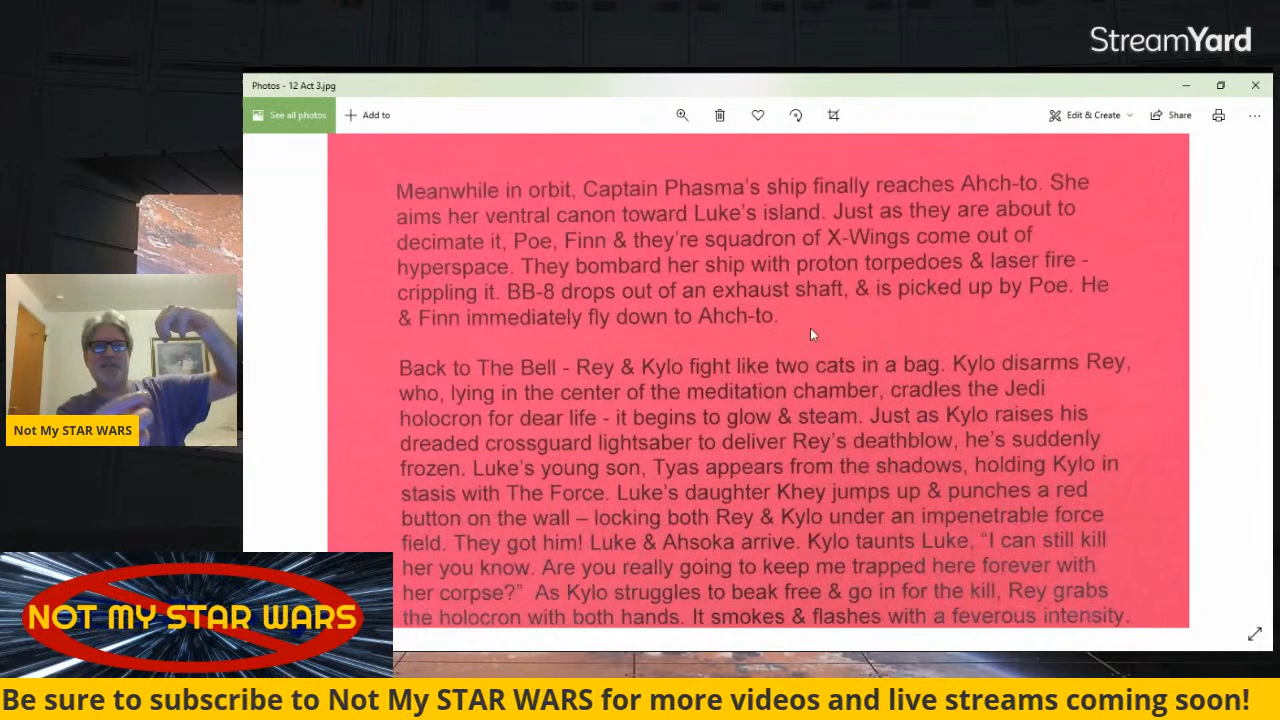 StreamYard
Photos - 12 Act 3.jpg
See all photos
Add to
Edit & Create
Share
Meanwhile in orbit, Captain Phasma's ship finally reaches Ahch-to. She
aims her ventral canon toward Luke's island. Just as they are about to
decimate it, Poe, Finn & they're squadron of X-Wings come out of
hyperspace. They bombard her ship with proton torpedoes & laser fire -
crippling it. BB-8 drops out of an exhaust shaft, & is picked up by Poe. He
& Finn immediately fly down to Ahch-to.
Back to The Bell - Rey & Kylo fight like two cats in a bag. Kylo disarms Rey,
who, lying in the center of the meditation chamber, cradles the Jedi
holocron for dear life - it begins to glow & steam. Just as Kylo raises his
dreaded crossguard lightsaber to deliver Rey's deathblow, he's suddenly
frozen. Luke's young son, Tyas appears from the shadows, holding Kylo in
stasis with The Force. Luke's daughter Khey jumps up & punches a red
button on the wall – locking both Rey & Kylo under an impenetrable force
field. They got him! Luke & Ahsoka arrive. Kylo taunts Luke, "I can still kill
her you know. Are you really going to keep me trapped here forever with
her corpse?" As Kylo struggles to beak free & go in for the kill, Rey grabs
the holocron with both hands. It smokes & flashes with a feverous intensity.
Not My STAR WARS
NOT MY STAR WARS
Be sure to subscribe to Not My STAR WARS for more videos and live streams coming soon!